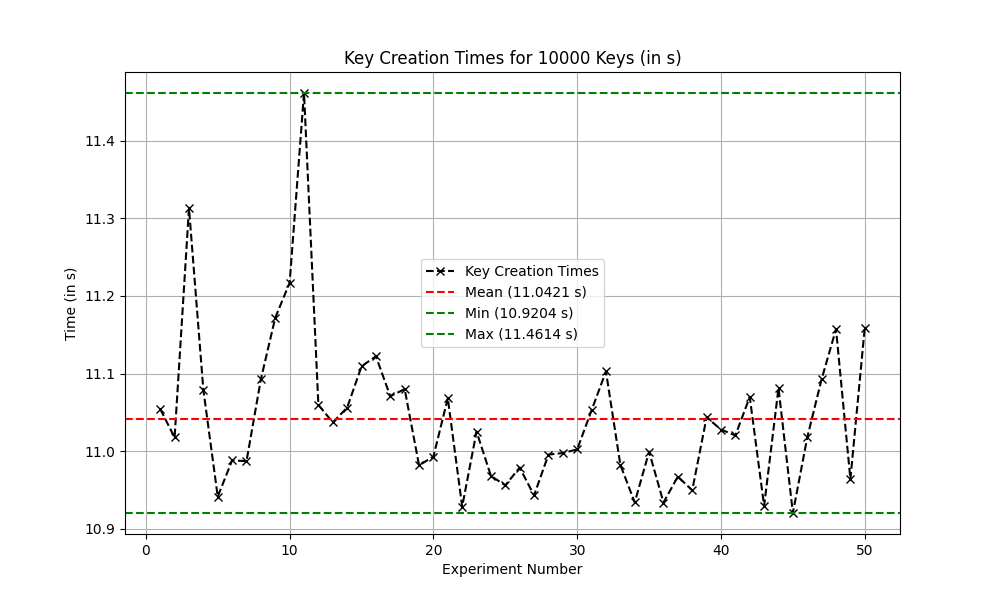 Key Creation Times for 10000 Keys (in s)
Time (in s)
11.4
11.3
11.2
11.1
11.0
10.9
Key Creation Times
Mean (11.0421 s)
Min (10.9204 s)
Max (11.4614 s)
0 10 20 30 40 50
Experiment Number